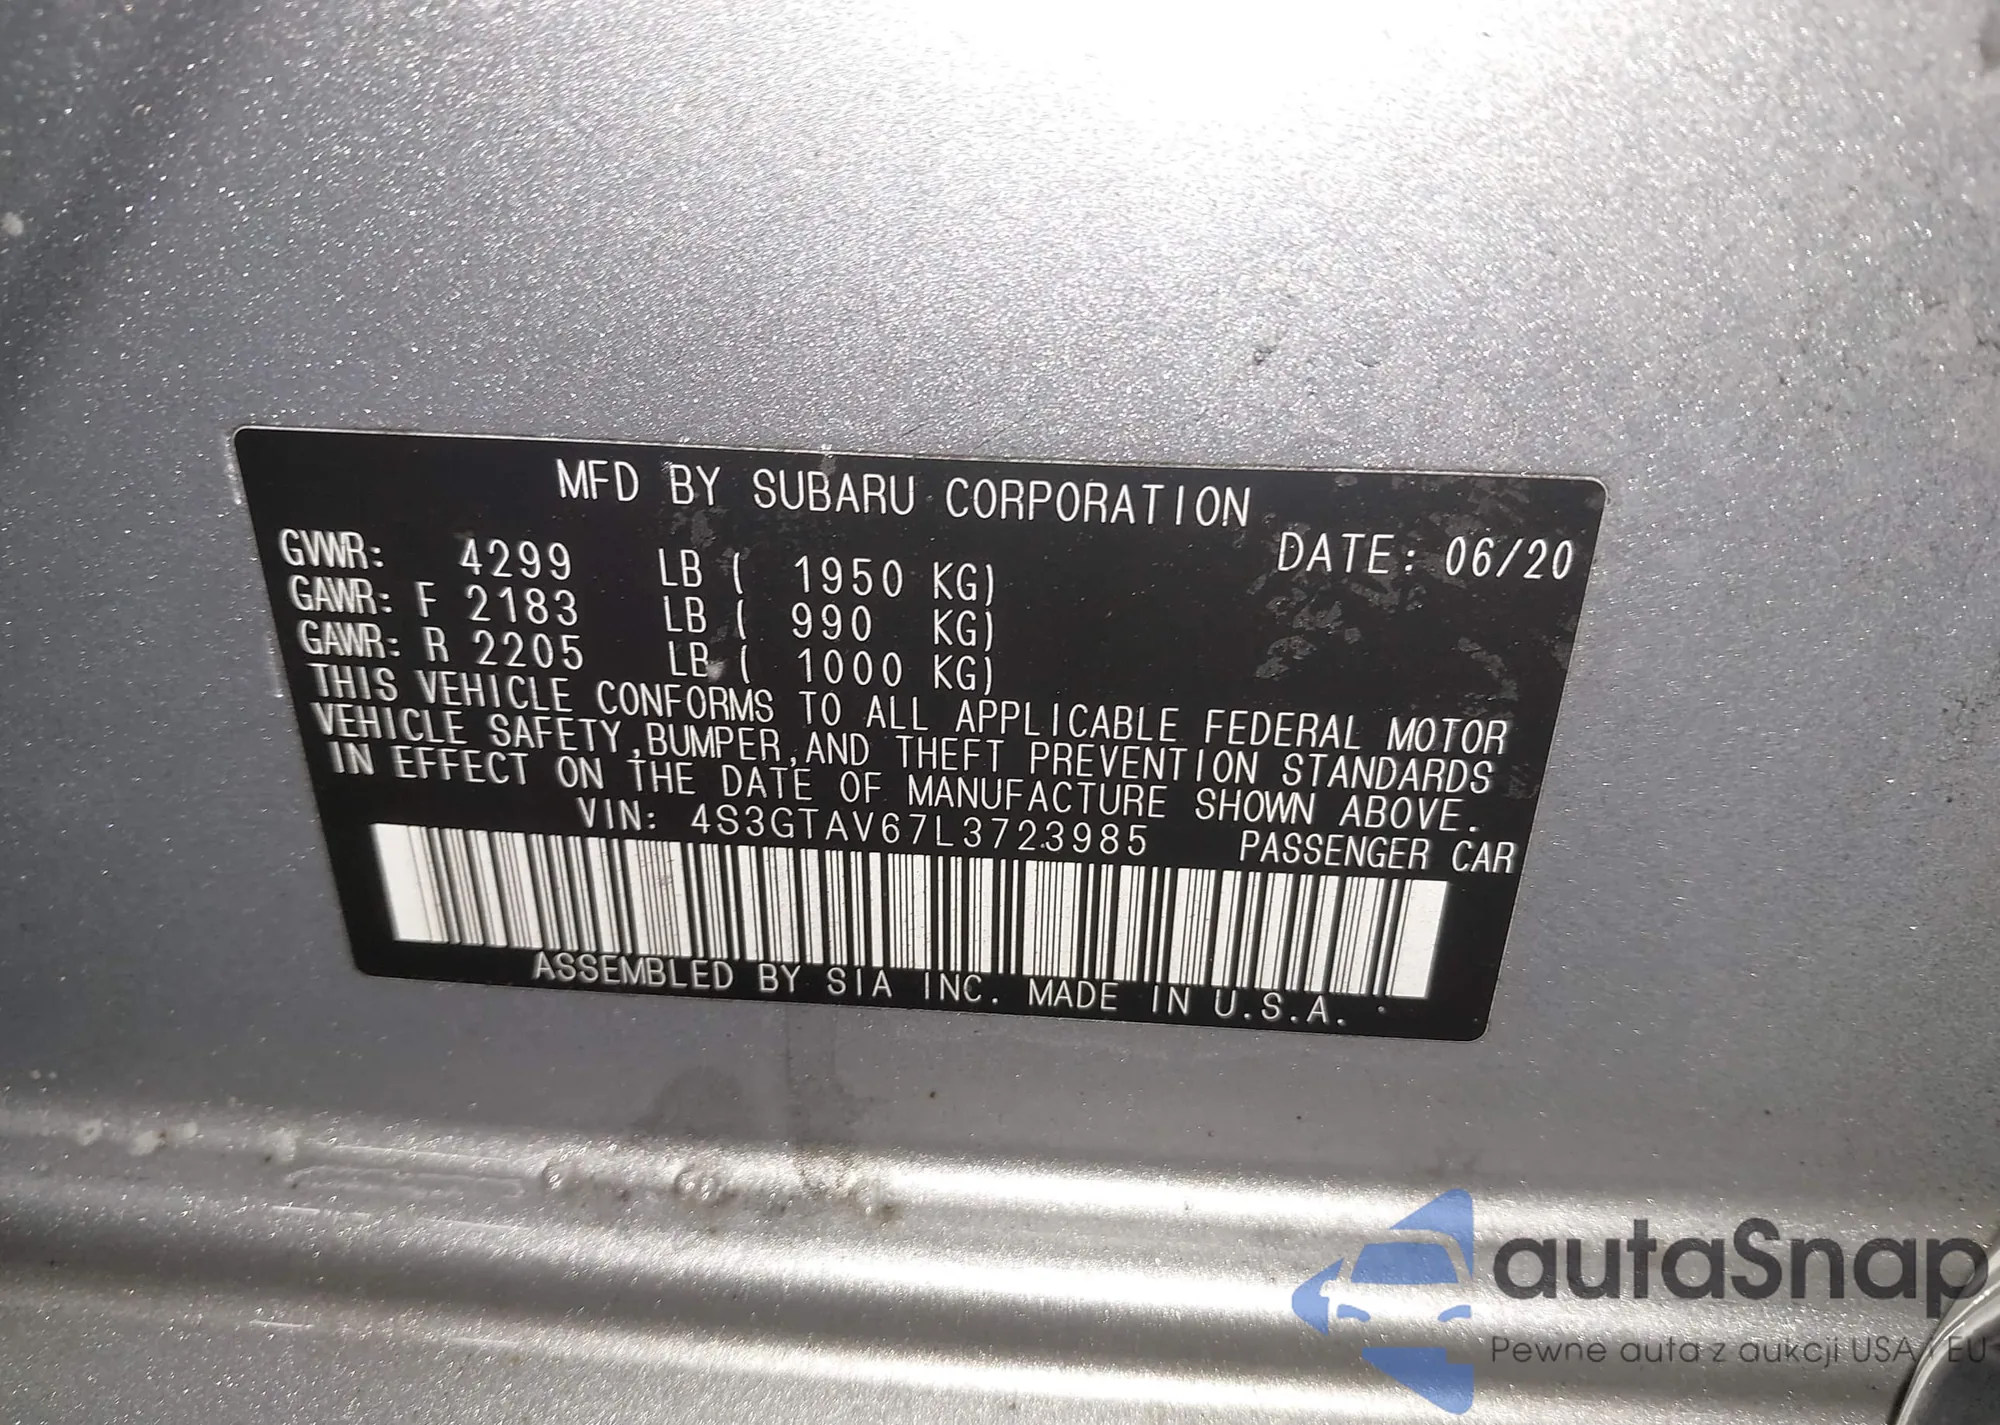 MFD BY SUBARU CORPORATION
DATE: 06/20
GVWR: 4299 LB ( 1950 KG)
GAWR: F 2183 LB ( 990 KG)
GAWR: R 2205 LB ( 1000 KG)
THIS VEHICLE CONFORMS TO ALL APPLICABLE FEDERAL MOTOR
VEHICLE SAFETY,BUMPER,AND THEFT PREVENTION STANDARDS
IN EFFECT ON THE DATE OF MANUFACTURE SHOWN ABOVE.
VIN: 4S3GTAV67L3723985 PASSENGER CAR
ASSEMBLED BY SIA INC. MADE IN U.S.A.
autaSnap
Pewne auta z aukcji USA i EU